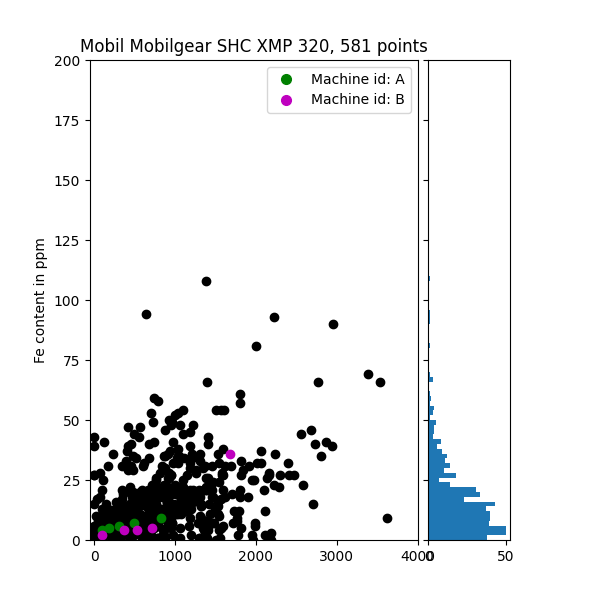 Mobil Mobilgear SHC XMP 320, 581 points
Machine id: A
Machine id: B
Fe content in ppm
200
175
150
125
100
75
50
25
0
0 1000 2000 3000 4000
0 50